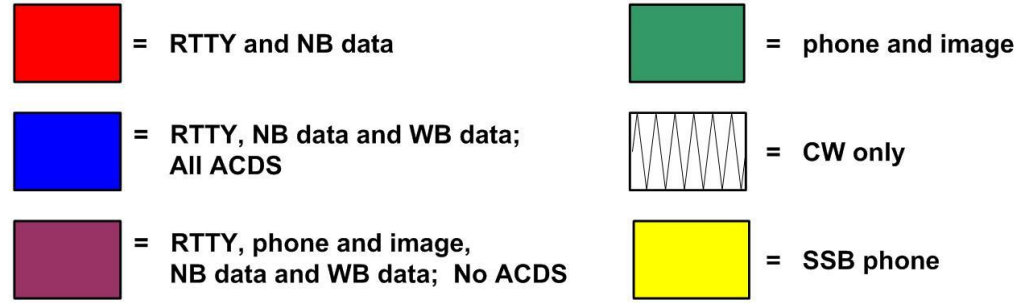 = RTTY and NB data
= phone and image
= RTTY, NB data and WB data;
All ACDS
= CW only
= RTTY, phone and image,
NB data and WB data; No ACDS
= SSB phone